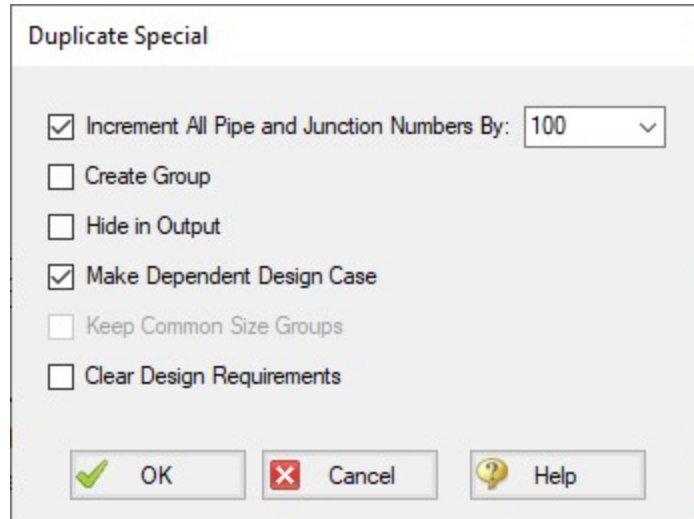 Duplicate Special
Increment All Pipe and Junction Numbers By: 100
Create Group
Hide in Output
Make Dependent Design Case
Keep Common Size Groups
Clear Design Requirements
OK Cancel Help